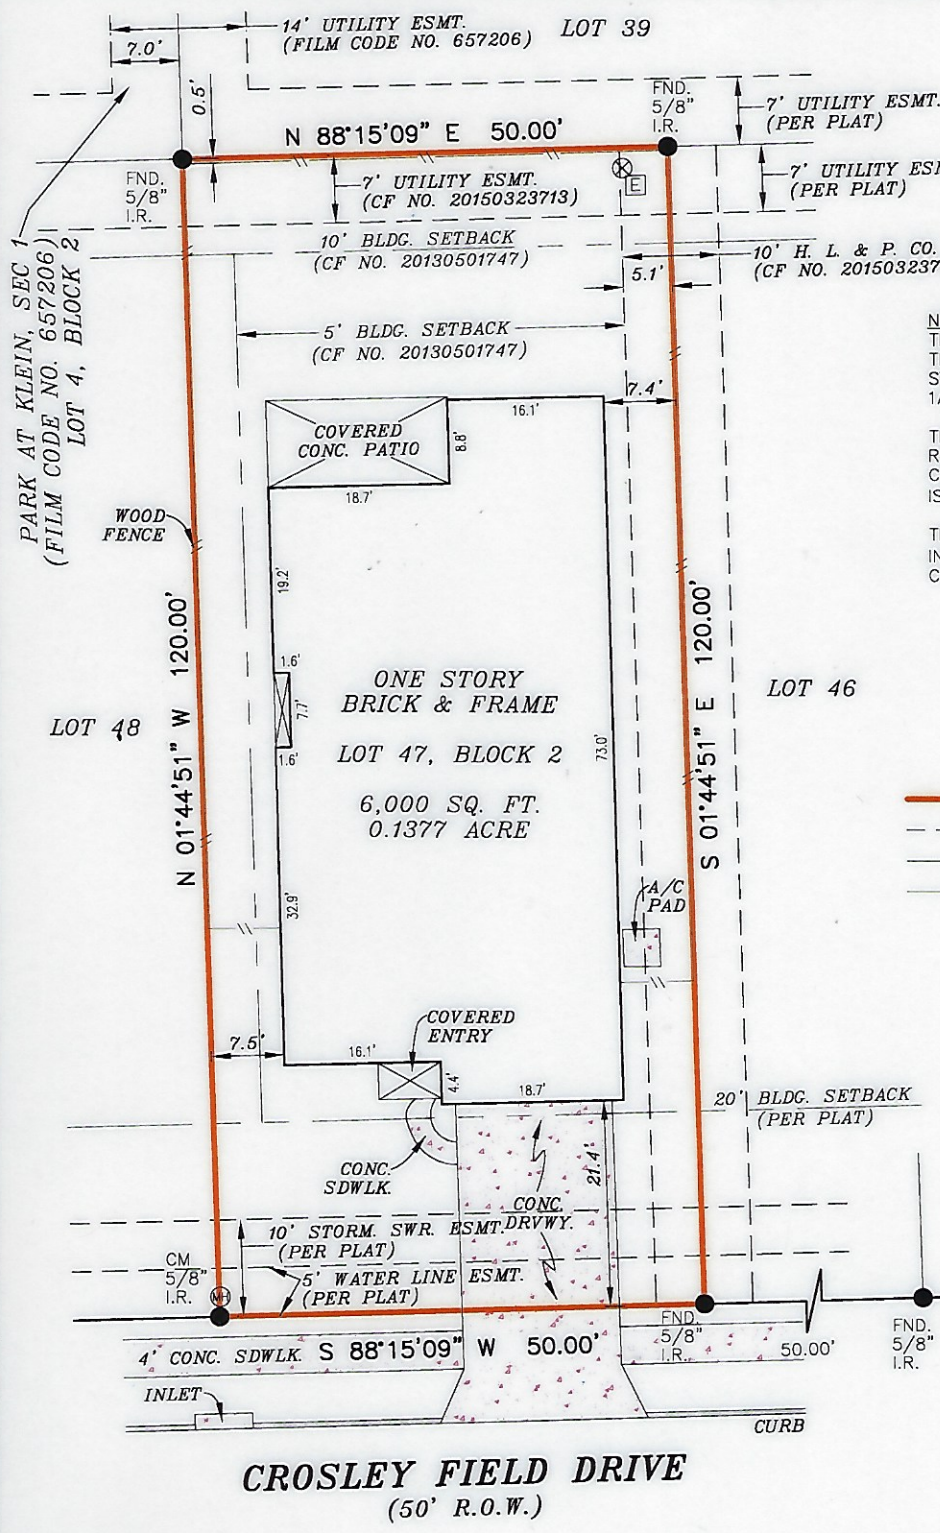 14' UTILITY ESMT.
(FILM CODE NO. 657206)
LOT 39
7.0'
0.5'
FND.
5/8"
I.R.
7' UTILITY ESMT.
(PER PLAT)
N 88°15'09" E 50.00'
FND.
5/8"
I.R.
7' UTILITY ESMT.
(CF NO. 20150323713)
7' UTILITY
(PER PLAT)
E
10' BLDG. SETBACK
(CF NO. 20130501747)
10' H. L. & P. CO.
(CF NO.
5.1'
PARK AT KLEIN, SEC 1
(FILM CODE NO. 657206)
LOT 4, BLOCK 2
5' BLDG. SETBACK
(CF NO. 20130501747)
7.4'
16.1'
COVERED
CONC. PATIO
8.8'
18.7'
WOOD
FENCE
19.2'
N 01°44'51" W 120.00'
S 01°44'51" E 120.00'
1.6'
7.7'
1.6'
ONE STORY
BRICK & FRAME
LOT 47, BLOCK 2
6,000 SQ. FT.
0.1377 ACRE
73.0'
LOT 48
LOT 46
32.9'
A/C
PAD
COVERED
ENTRY
7.5'
16.1'
4.4'
18.7'
20' BLDG. SETBACK
(PER PLAT)
CONC.
SDWLK.
21.4'
CONC.
DRVWY.
10' STORM. SWR. ESMT.
(PER PLAT)
CM
5/8"
I.R.
MH
5' WATER LINE ESMT.
(PER PLAT)
FND.
5/8"
I.R.
50.00'
FND.
5/8"
I.R.
4' CONC. SDWLK.
S 88°15'09" W 50.00'
INLET
CURB
CROSLEY FIELD DRIVE
(50' R.O.W.)